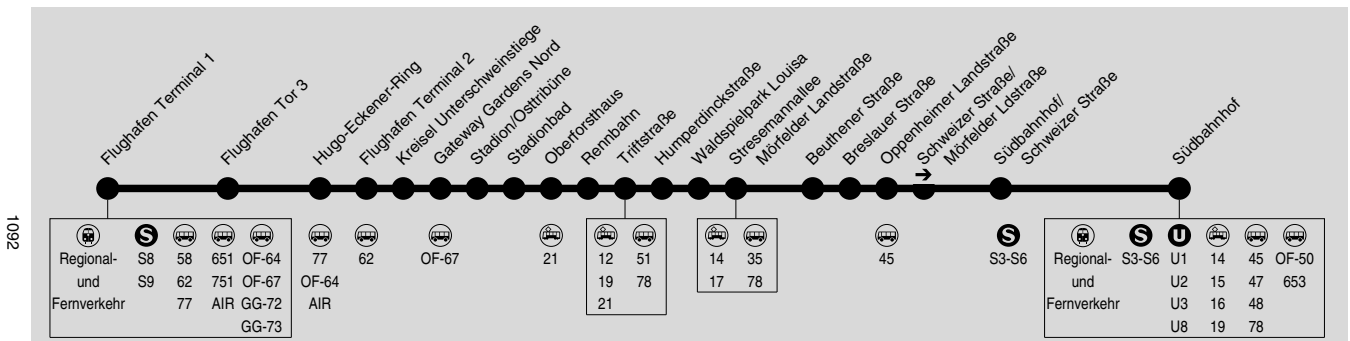 Flughafen Terminal 1
Flughafen Tor 3
Hugo-Eckener-Ring
Flughafen Terminal 2
Kreisel Unterschweinstiege
Gateway Gardens Nord
Stadion/Osttribüne
Stadionbad
Oberforsthaus
Rennbahn
Triftstraße
Humperdinckstraße
Waldspielpark Louisa
Stresemannallee
Mörfelder Landstraße
Beuthener Straße
Breslauer Straße
Oppenheimer Landstraße
Schweizer Straße/
Mörfelder Ldstraße
Südbahnhof/
Schweizer Straße
Südbahnhof
1092
S
S
S U
Regional- S8 58 651 OF-64 77 62 OF-67 21 12 51 14 35 45 S3-S6 Regional- S3-S6 U1 14 45 OF-50
und S9 62 751 OF-67 OF-64 19 78 17 78 und U2 15 47 653
Fernverkehr 77 AIR GG-72 AIR 21 Fernverkehr U3 16 48
GG-73 U8 19 78